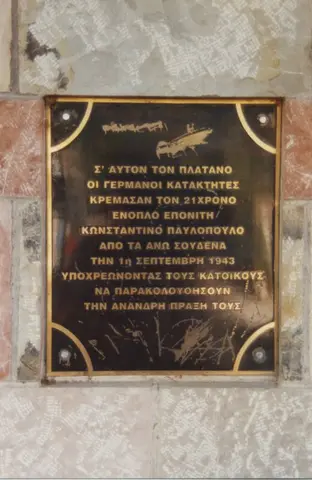 Σ' ΑΥΤΟΝ ΤΟΝ ΠΛΑΤΑΝΟ
ΟΙ ΓΕΡΜΑΝΟΙ ΚΑΤΑΚΤΗΤΕΣ
ΚΡΕΜΑΣΑΝ ΤΟΝ 21ΧΡΟΝΟ
ΕΝΟΠΛΟ ΕΠΟΝΙΤΗ
ΚΩΝΣΤΑΝΤΙΝΟ ΠΑΥΛΟΠΟΥΛΟ
ΑΠΟ ΤΑ ΑΝΩ ΣΟΥΔΕΝΑ
ΤΗΝ 1η ΣΕΠΤΕΜΒΡΗ 1943
ΥΠΟΧΡΕΩΝΟΝΤΑΣ ΤΟΥΣ ΚΑΤΟΙΚΟΥΣ
ΝΑ ΠΑΡΑΚΟΛΟΥΘΗΣΟΥΝ
ΤΗΝ ΑΝΑΝΔΡΗ ΠΡΑΞΗ ΤΟΥΣ